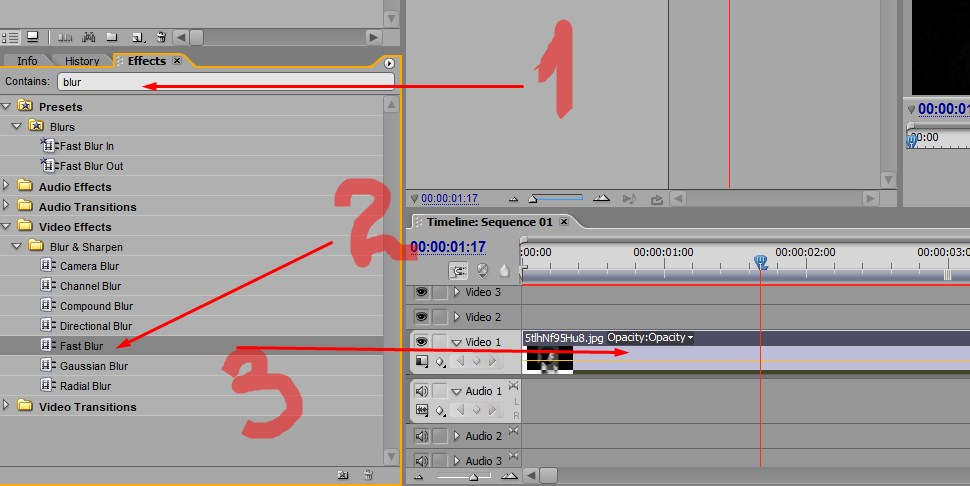 Info History Effects
Contains: blur
Presets
Blurs
Fast Blur In
Fast Blur Out
Audio Effects
Audio Transitions
Video Effects
Blur & Sharpen
Camera Blur
Channel Blur
Compound Blur
Directional Blur
Fast Blur
Gaussian Blur
Radial Blur
Video Transitions
1
2
3
00:00:01:17
00:00:01
00:00
Timeline: Sequence 01
00:00:01:17
:00:00 00:00:01:00 00:00:02:00 00:00:03:0
Video 3
Video 2
Video 1
5tlhNf95Hu8.jpg Opacity:Opacity
Audio 1
L
R
Audio 2
Audio 3